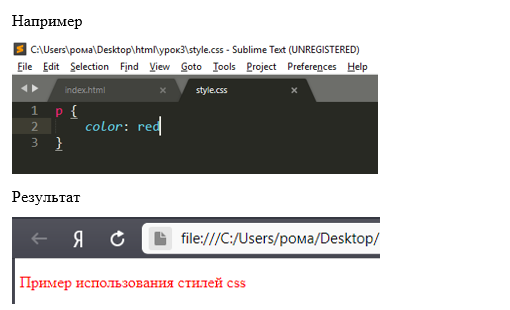 Например
C:\Users\рома\Desktop\html\урок3\style.css - Sublime Text (UNREGISTERED)
File Edit Selection Find View Goto Tools Project Preferences Help
index.html × style.css ×
1 p {
2 color: red
3 }
Результат
Я file:///C:/Users/рома/Desktop/
Пример использования стилей css